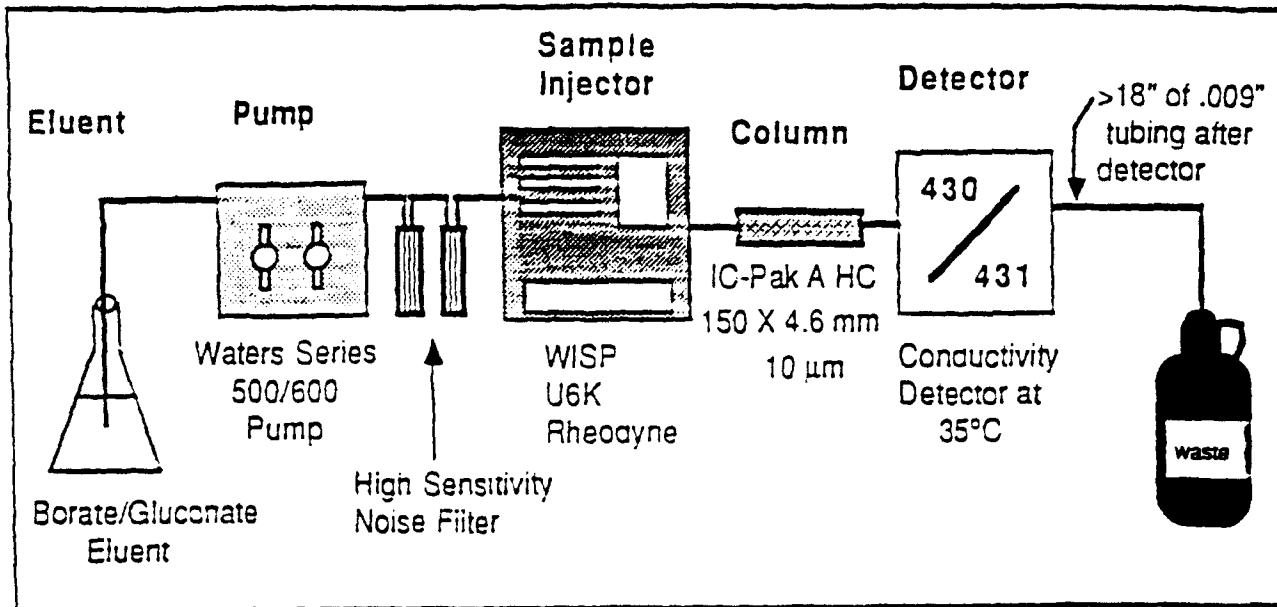 Eluent
Pump
Sample
Injector
Column
Detector
>18" of .009"
tubing after
detector
430
431
Waters Series
500/600
Pump
WISP
U6K
Rheodyne
IC-Pak A HC
150 X 4.6 mm
10 μm
Conductivity
Detector at
35°C
waste
High Sensitivity
Noise Filter
Borate/Gluconate
Eluent